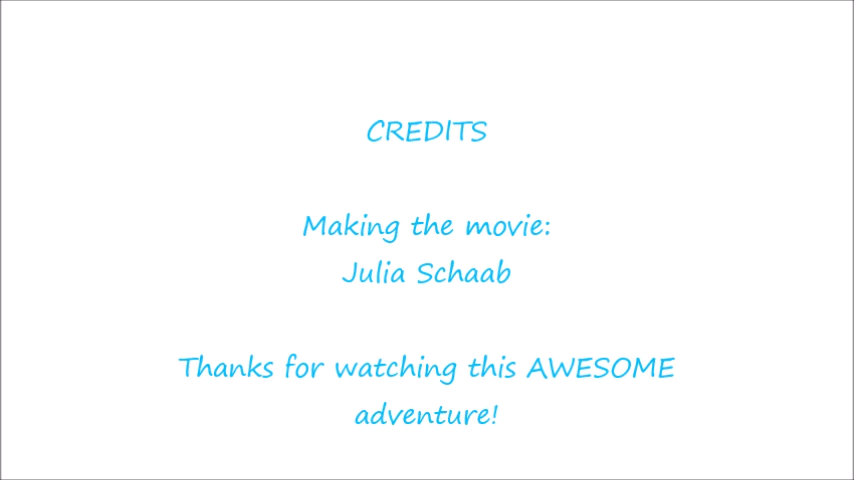 CREDITS
Making the movie:
Julia Schaab
Thanks for watching this AWESOME
adventure!